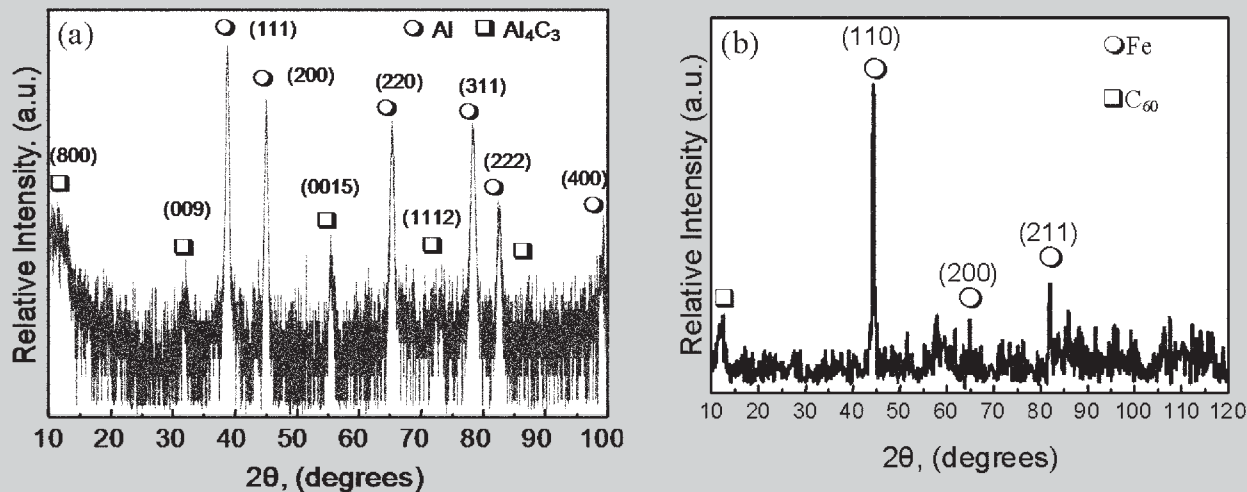 (a)
(111)
Al
Al₄C₃
(200)
(220)
(311)
(800)
(009)
(0015)
(1112)
(222)
(400)
Relative Intensity. (a.u.)
10 20 30 40 50 60 70 80 90 100
2θ, (degrees)
(b)
(110)
Fe
C₆₀
(200)
(211)
Relative Intensity (a.u.)
10 20 30 40 50 60 70 80 90 100 110 120
2θ, (degrees)